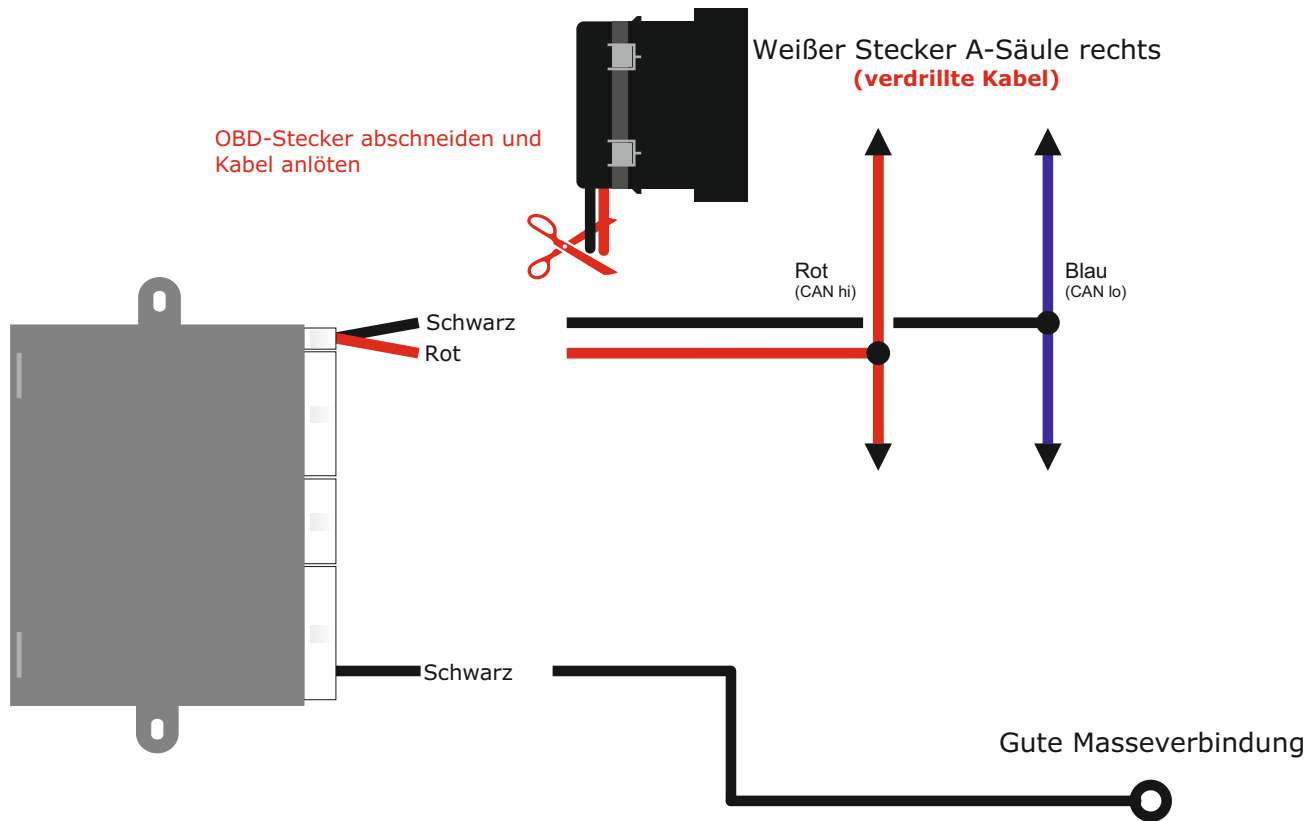 Weißer Stecker A-Säule rechts
(verdrillte Kabel)
OBD-Stecker abschneiden und
Kabel anlöten
Rot
(CAN hi)
Blau
(CAN lo)
Schwarz
Rot
Schwarz
Gute Masseverbindung